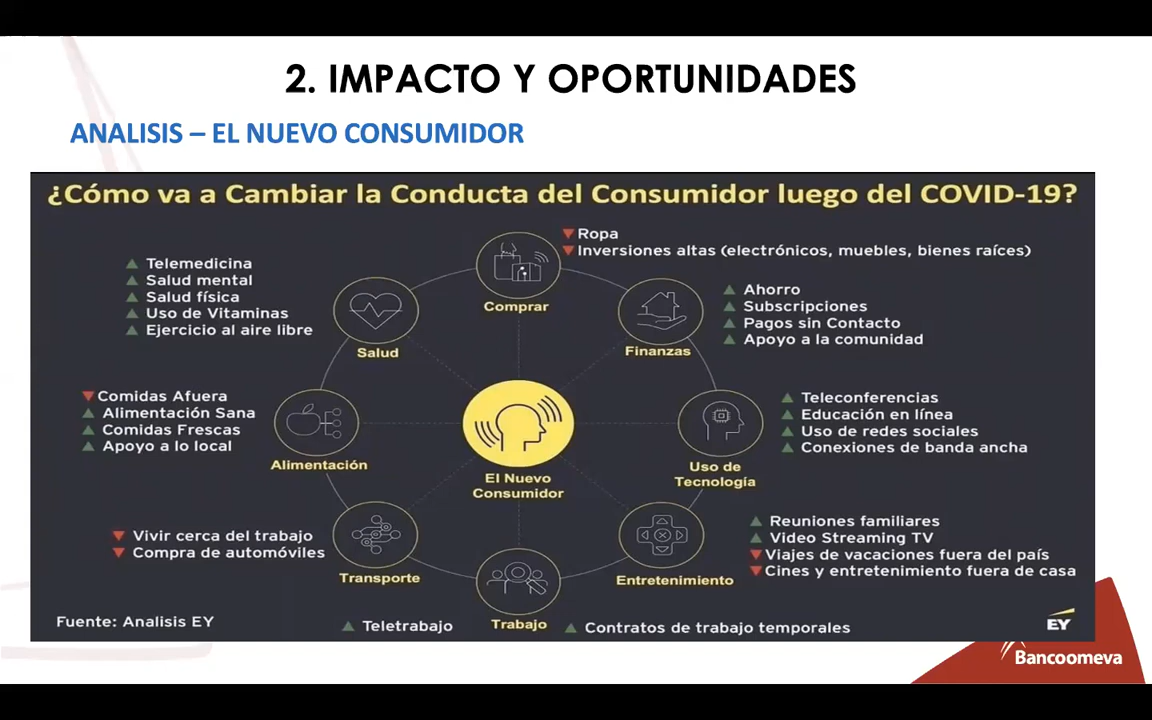 2. IMPACTO Y OPORTUNIDADES
ANALISIS – EL NUEVO CONSUMIDOR
¿Cómo va a Cambiar la Conducta del Consumidor luego del COVID-19?
Comprar
Ropa
Inversiones altas (electrónicos, muebles, bienes raíces)
Finanzas
Ahorro
Subscripciones
Pagos sin Contacto
Apoyo a la comunidad
Uso de
Tecnología
Teleconferencias
Educación en línea
Uso de redes sociales
Conexiones de banda ancha
Entretenimiento
Reuniones familiares
Video Streaming TV
Viajes de vacaciones fuera del país
Cines y entretenimiento fuera de casa
Trabajo
Teletrabajo
Contratos de trabajo temporales
Transporte
Vivir cerca del trabajo
Compra de automóviles
Alimentación
Comidas Afuera
Alimentación Sana
Comidas Frescas
Apoyo a lo local
Salud
Telemedicina
Salud mental
Salud física
Uso de Vitaminas
Ejercicio al aire libre
El Nuevo
Consumidor
Fuente: Analisis EY
EY
Bancoomeva